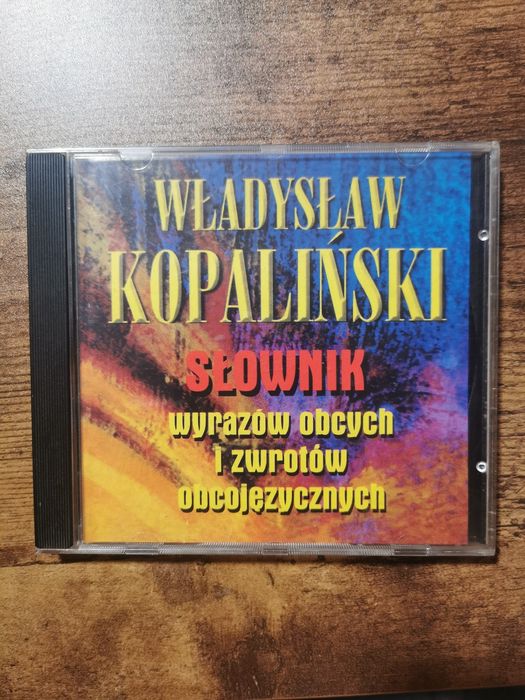 WŁADYSŁAW
KOPALIŃSKI
SŁOWNIK
wyrazów obcych
i zwrotów
obcojęzycznych